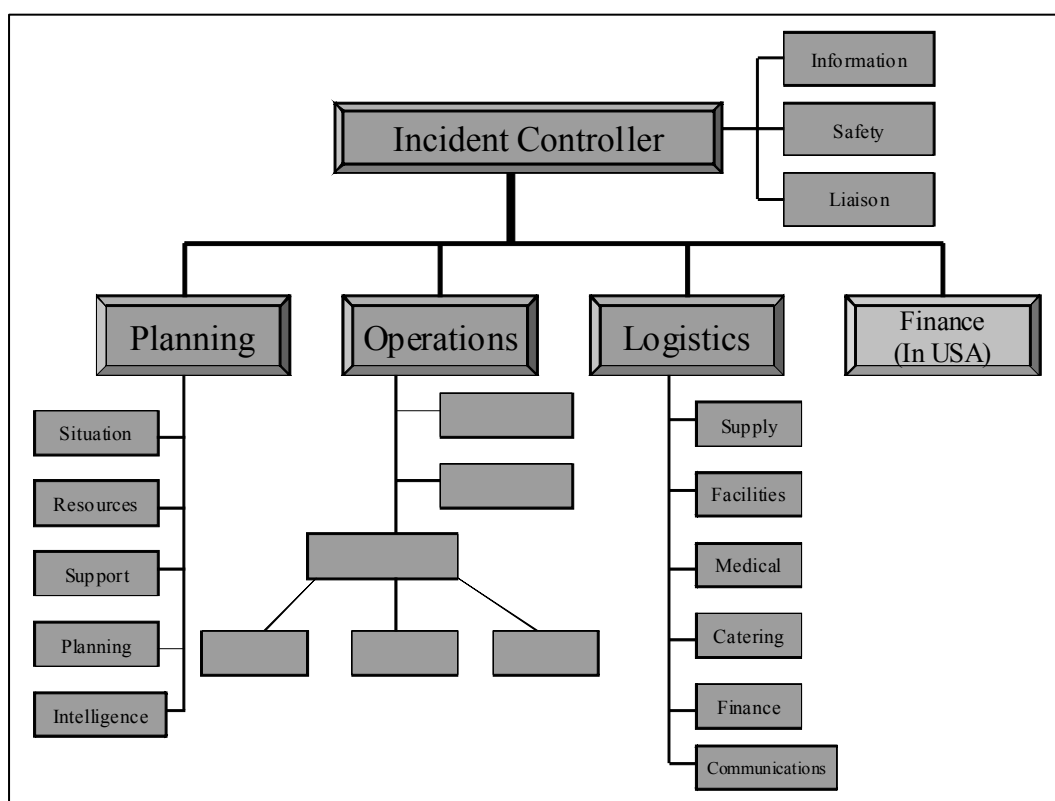 Information
Incident Controller
Safety
Liaison
Planning
Operations
Logistics
Finance
(In USA)
Situation
Resources
Support
Planning
Intelligence
Supply
Facilities
Medical
Catering
Finance
Communications